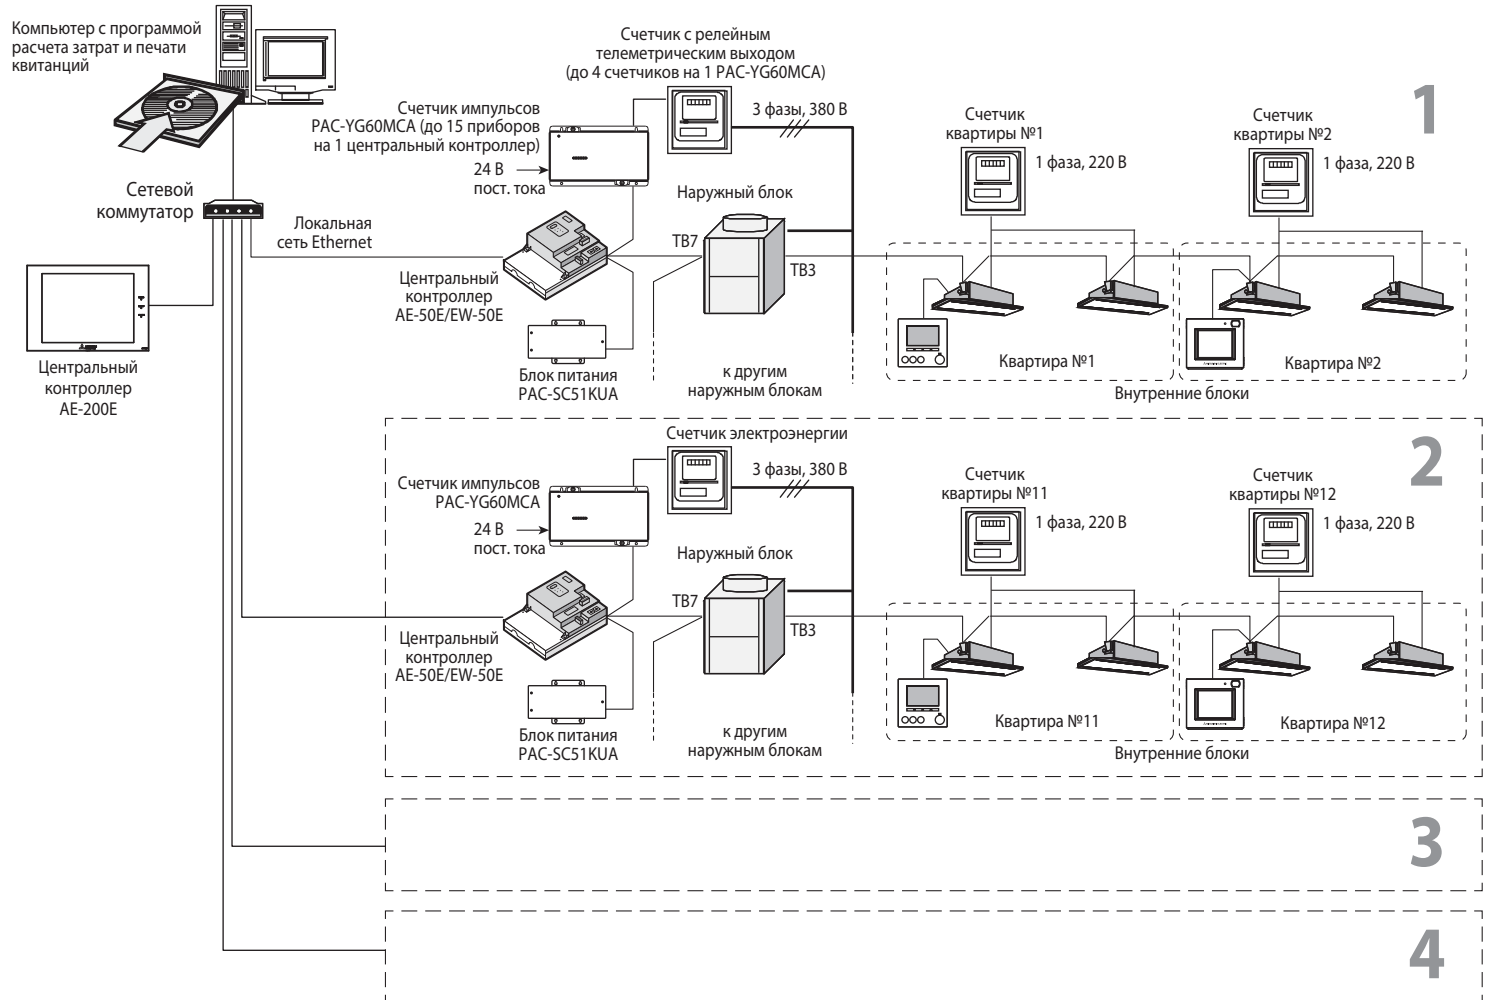 Компьютер с программой
расчета затрат и печати
квитанций
Счетчик с релейным
телеметрическим выходом
(до 4 счетчиков на 1 PAC-YG60MCA)
Счетчик импульсов
PAC-YG60MCA (до 15 приборов
на 1 центральный контроллер)
24 В
пост. тока
3 фазы, 380 В
Счетчик
квартиры №1
1 фаза, 220 В
Счетчик
квартиры №2
1 фаза, 220 В
1
Сетевой
коммутатор
Локальная
сеть Ethernet
Наружный блок
TB7
TB3
Центральный
контроллер
AE-50E/EW-50E
Центральный
контроллер
AE-200E
Блок питания
PAC-SC51KUA
к другим
наружным блокам
Квартира №1
Квартира №2
Внутренние блоки
Счетчик электроэнергии
2
Счетчик импульсов
PAC-YG60MCA
24 В
пост. тока
3 фазы, 380 В
Счетчик
квартиры №11
1 фаза, 220 В
Счетчик
квартиры №12
1 фаза, 220 В
Наружный блок
TB7
TB3
Центральный
контроллер
AE-50E/EW-50E
Блок питания
PAC-SC51KUA
к другим
наружным блокам
Квартира №11
Квартира №12
Внутренние блоки
3
4